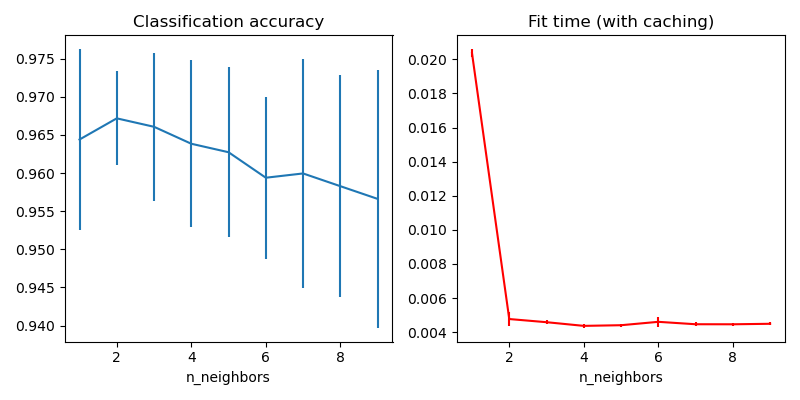 Classification accuracy
0.975
0.970
0.965
0.960
0.955
0.950
0.945
0.940
2 4 6 8
n_neighbors
Fit time (with caching)
0.020
0.018
0.016
0.014
0.012
0.010
0.008
0.006
0.004
2 4 6 8
n_neighbors